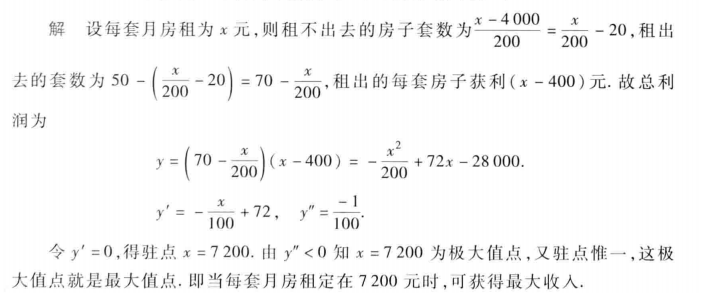 解 设每套月房租为 x 元,则租不出去的房子套数为 \frac{x-4 000}{200} = \frac{x}{200} - 20,租出
去的套数为 50 - \left(\frac{x}{200} - 20\right) = 70 - \frac{x}{200},租出的每套房子获利(x - 400)元. 故总利
润为
y = \left(70 - \frac{x}{200}\right)(x - 400) = -\frac{x^2}{200} + 72x - 28 000.
y' = -\frac{x}{100} + 72, y'' = \frac{-1}{100}.
令 y' = 0,得驻点 x = 7 200. 由 y'' < 0 知 x = 7 200 为极大值点,又驻点惟一,这极
大值点就是最大值点. 即当每套月房租定在 7 200 元时,可获得最大收入.